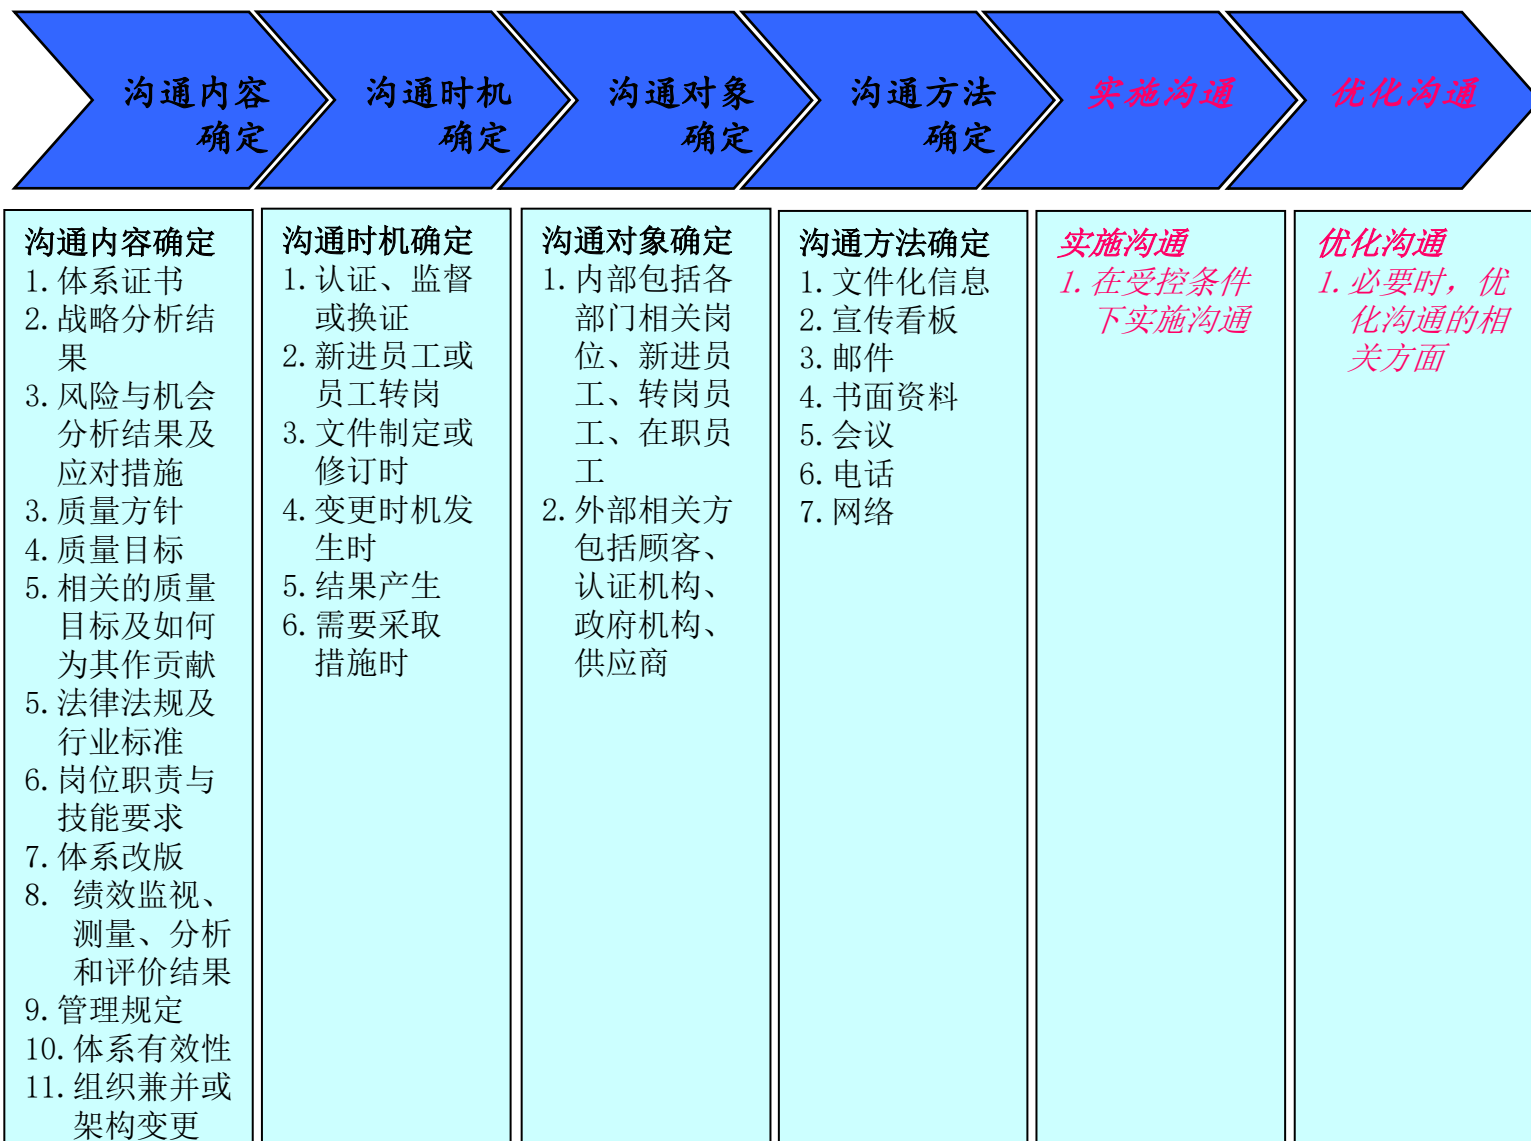 沟通内容
确定
沟通时机
确定
沟通对象
确定
沟通方法
确定
实施沟通
优化沟通
沟通内容确定
1.体系证书
2.战略分析结
果
3.风险与机会
分析结果及
应对措施
3.质量方针
4.质量目标
5.相关的质量
目标及如何
为其作贡献
5.法律法规及
行业标准
6.岗位职责与
技能要求
7.体系改版
8. 绩效监视、
测量、分析
和评价结果
9.管理规定
10.体系有效性
11.组织兼并或
架构变更
沟通时机确定
1.认证、监督
或换证
2.新进员工或
员工转岗
3.文件制定或
修订时
4.变更时机发
生时
5.结果产生
6.需要采取
措施时
沟通对象确定
1.内部包括各
部门相关岗
位、新进员
工、转岗员
工、在职员
工
2.外部相关方
包括顾客、
认证机构、
政府机构、
供应商
沟通方法确定
1.文件化信息
2.宣传看板
3.邮件
4.书面资料
5.会议
6.电话
7.网络
实施沟通
1.在受控条件
下实施沟通
优化沟通
1.必要时，优
化沟通的相
关方面